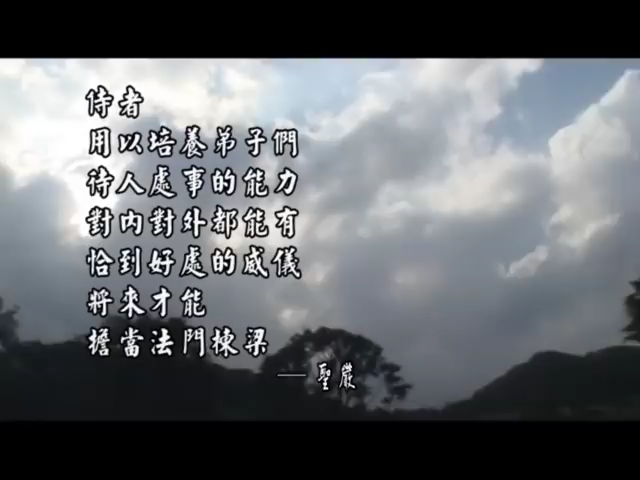 侍者
用以培養弟子們
待人處事的能力
對內對外都能有
恰到好處的威儀
將來才能
擔當法門棟梁
— 聖嚴